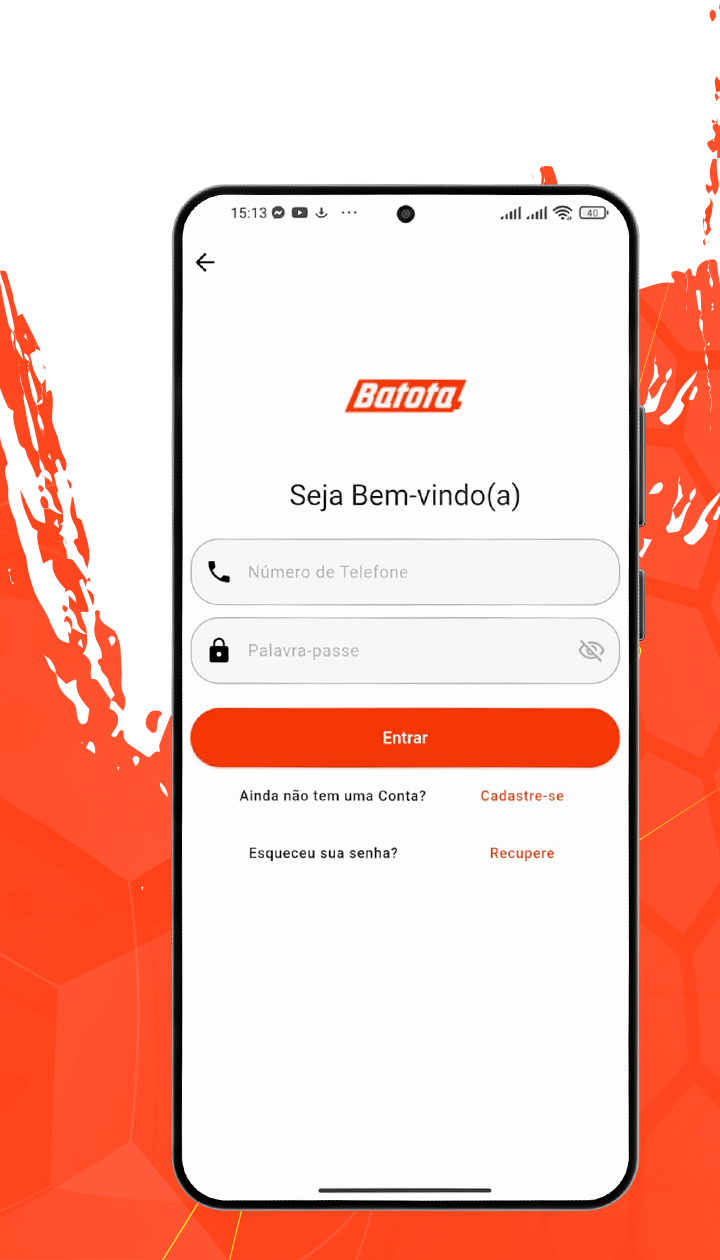 15:13
40
Batota!
Seja Bem-vindo(a)
Número de Telefone
Palavra-passe
Entrar
Ainda não tem uma Conta? Cadastre-se
Esqueceu sua senha? Recupere